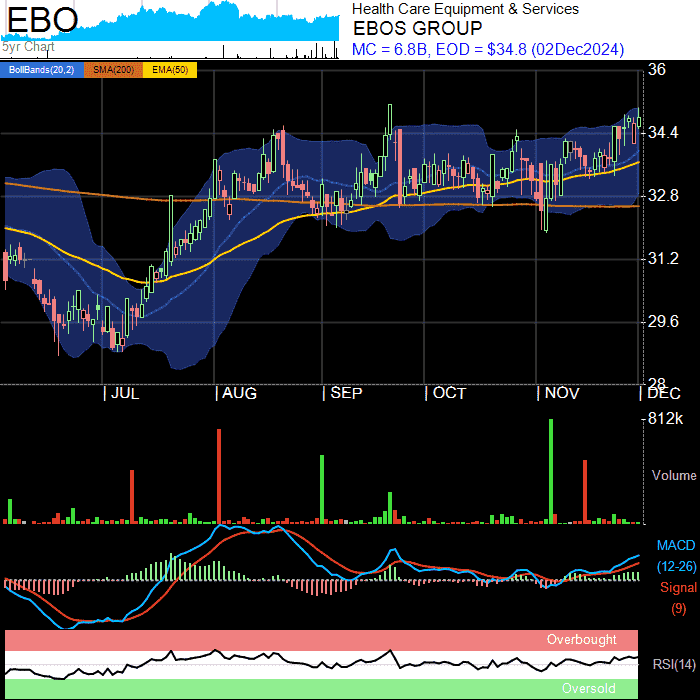 EBO
5yr Chart
Health Care Equipment & Services
EBOS GROUP
MC = 6.8B, EOD = $34.8 (02Dec2024)
BollBands(20,2) SMA(200) EMA(50)
36
34.4
32.8
31.2
29.6
28
JUL AUG SEP OCT NOV DEC
812k
Volume
MACD
(12-26)
Signal
(9)
Overbought
RSI(14)
Oversold